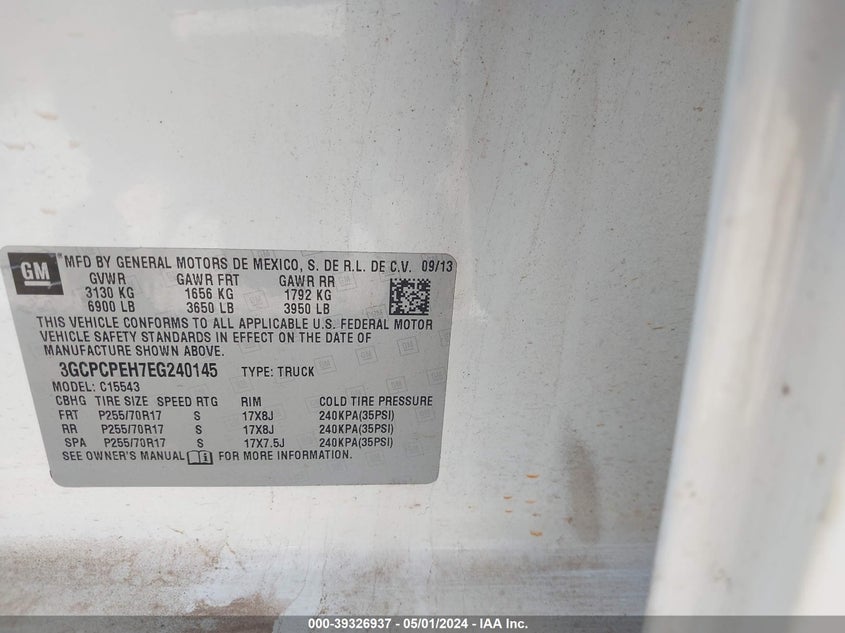 GM
MFD BY GENERAL MOTORS DE MEXICO, S. DE R.L. DE C.V. 09/13
GVWR GAWR FRT GAWR RR
3130 KG 1656 KG 1792 KG
6900 LB 3650 LB 3950 LB
THIS VEHICLE CONFORMS TO ALL APPLICABLE U.S. FEDERAL MOTOR
VEHICLE SAFETY STANDARDS IN EFFECT ON THE DATE OF
MANUFACTURE SHOWN ABOVE.
3GCPCPEH7EG240145 TYPE: TRUCK
MODEL: C15543
CBHG TIRE SIZE SPEED RTG RIM COLD TIRE PRESSURE
FRT P255/70R17 S 17X8J 240KPA(35PSI)
RR P255/70R17 S 17X8J 240KPA(35PSI)
SPA P255/70R17 S 17X7.5J 240KPA(35PSI)
SEE OWNER'S MANUAL FOR MORE INFORMATION.
000-39326937 - 05/01/2024 - IAA Inc.